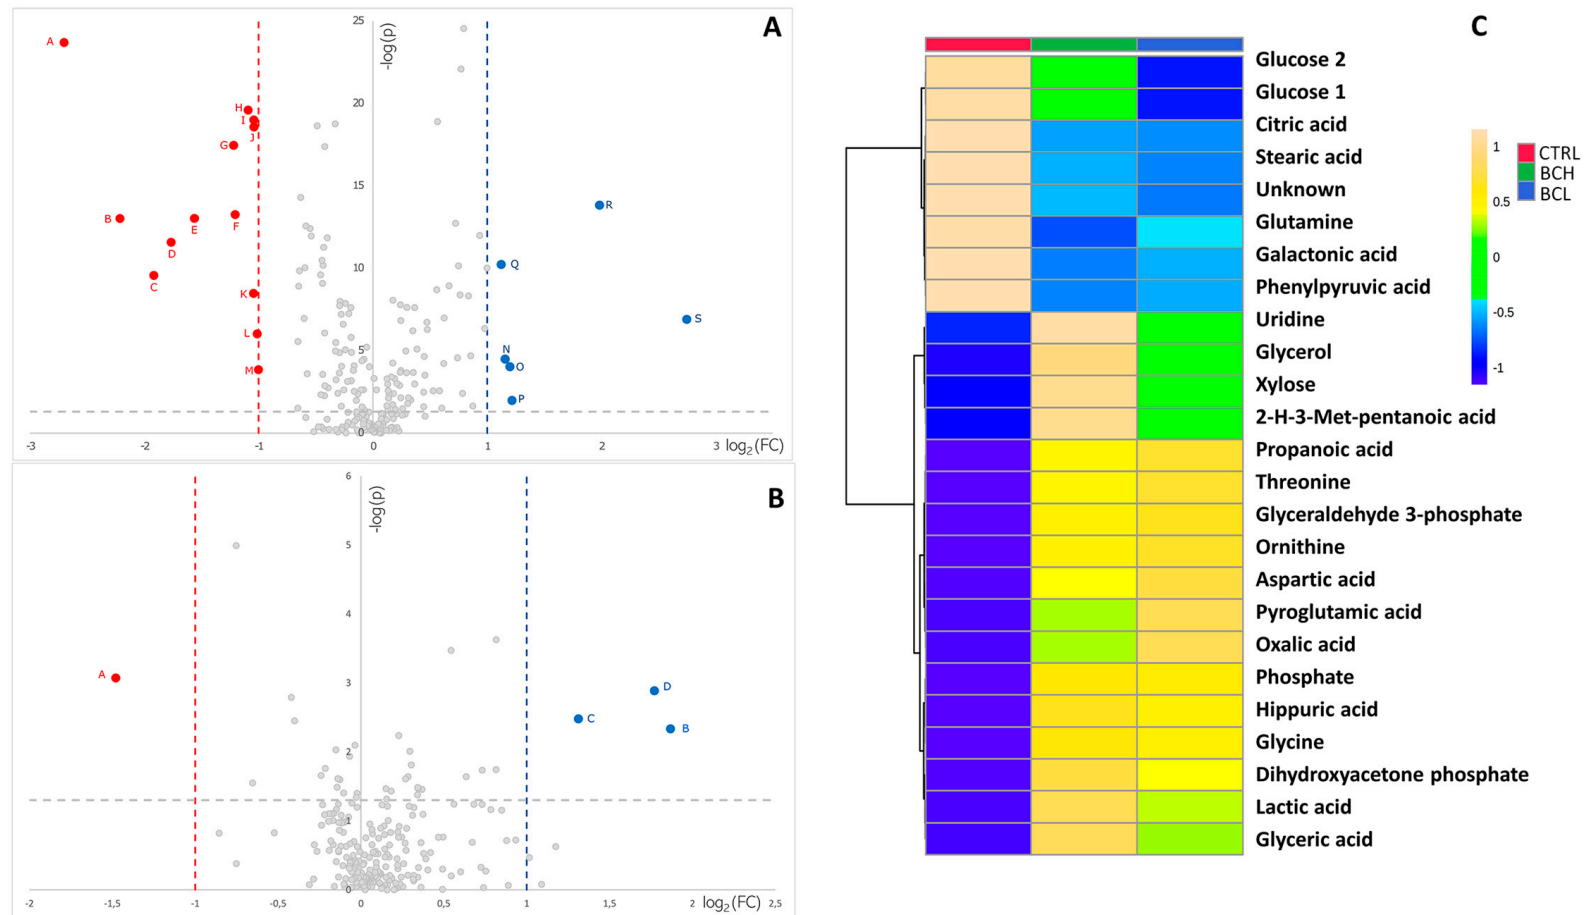 A
-log(p)
25
20
15
10
5
0
A
H
I
J
G
B
E
F
D
C
K
L
M
R
Q
S
N
O
P
-3
-2
-1
0
1
2
3
log2(FC)
B
-log(p)
6
5
4
3
2
1
0
A
D
C
B
-2
-1,5
-1
-0,5
0
0,5
1
1,5
2
2,5
log2(FC)
C
Glucose 2
Glucose 1
Citric acid
Stearic acid
Unknown
Glutamine
Galactonic acid
Phenylpyruvic acid
Uridine
Glycerol
Xylose
2-H-3-Met-pentanoic acid
Propanoic acid
Threonine
Glyceraldehyde 3-phosphate
Ornithine
Aspartic acid
Pyroglutamic acid
Oxalic acid
Phosphate
Hippuric acid
Glycine
Dihydroxyacetone phosphate
Lactic acid
Glyceric acid
1
0.5
0
-0.5
-1
CTRL
BCH
BCL